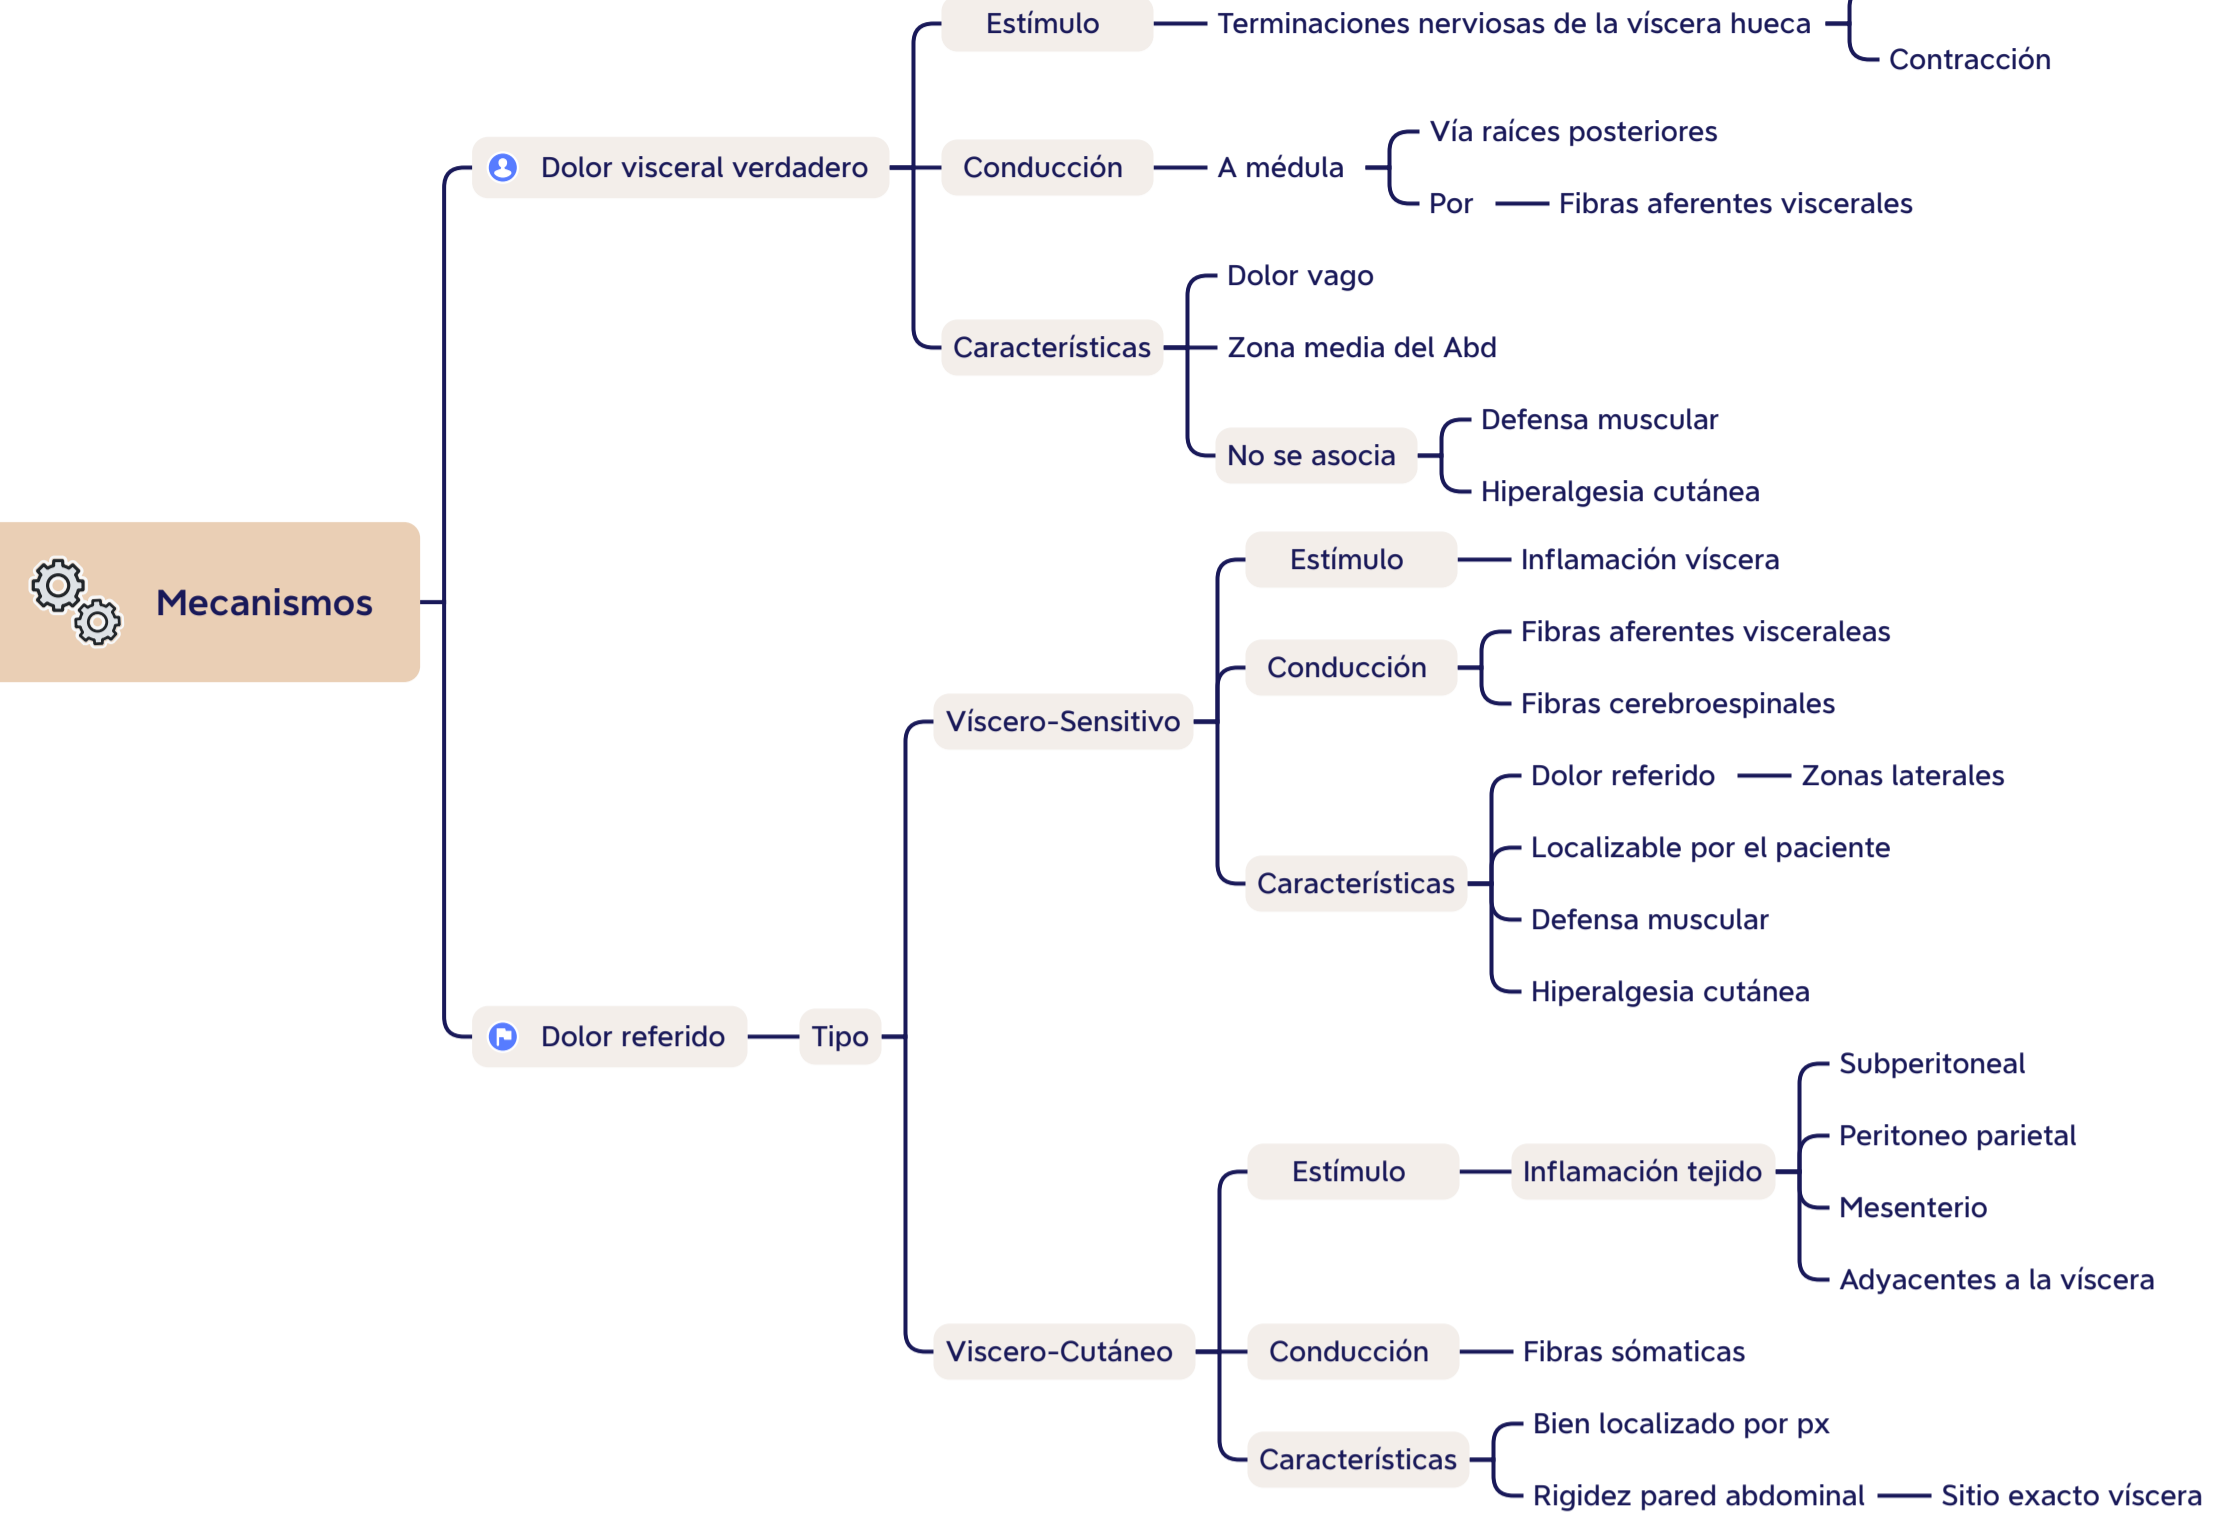 Mecanismos
Dolor visceral verdadero
Estímulo
Terminaciones nerviosas de la víscera hueca
Contracción
Conducción
A médula
Vía raíces posteriores
Por
Fibras aferentes viscerales
Características
Dolor vago
Zona media del Abd
No se asocia
Defensa muscular
Hiperalgesia cutánea
Dolor referido
Tipo
Víscero-Sensitivo
Estímulo
Inflamación víscera
Conducción
Fibras aferentes visceraleas
Fibras cerebroespinales
Características
Dolor referido
Zonas laterales
Localizable por el paciente
Defensa muscular
Hiperalgesia cutánea
Viscero-Cutáneo
Estímulo
Inflamación tejido
Subperitoneal
Peritoneo parietal
Mesenterio
Adyacentes a la víscera
Conducción
Fibras sómaticas
Características
Bien localizado por px
Rigidez pared abdominal
Sitio exacto víscera